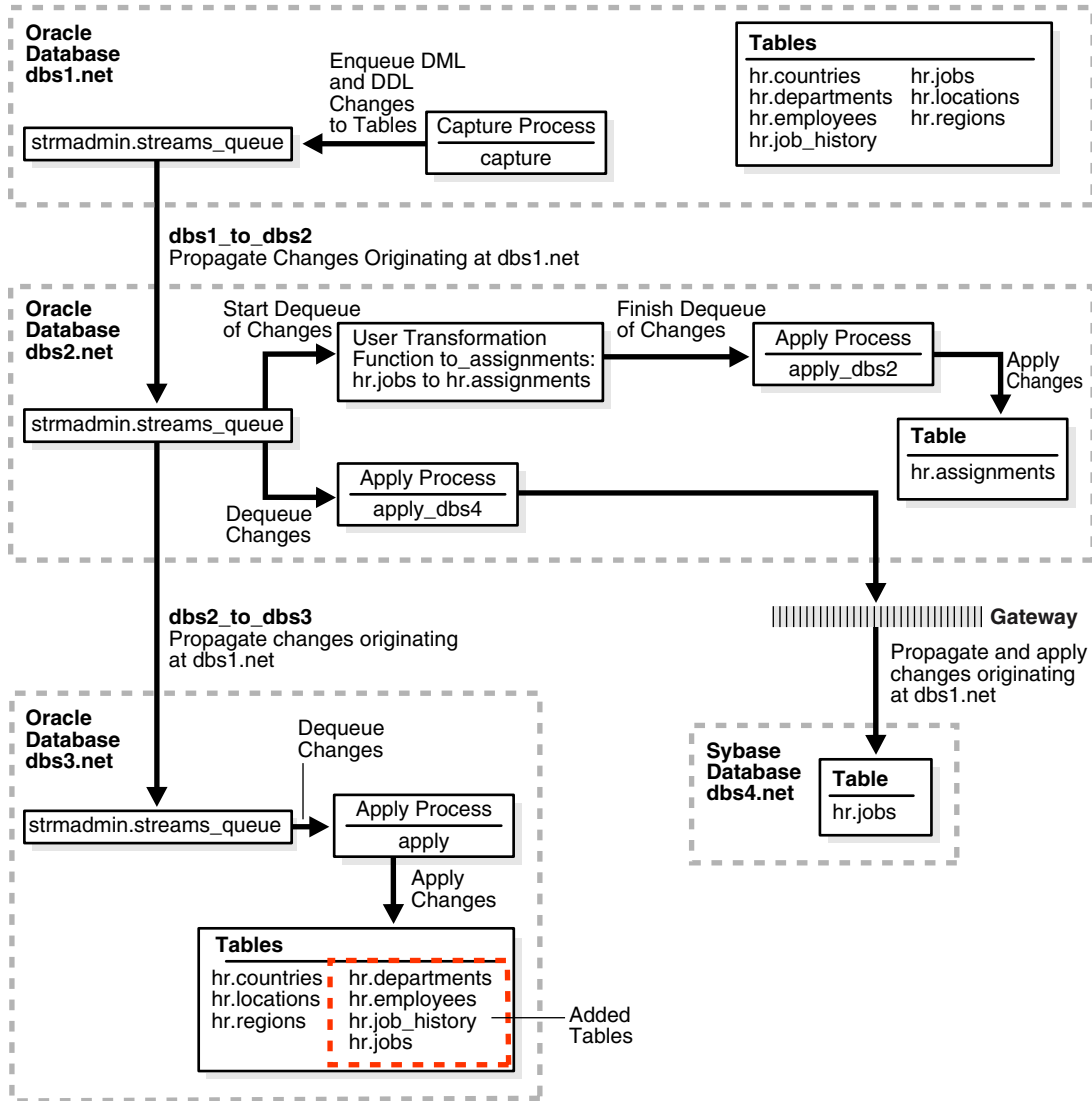 Oracle
Database
dbs1.net
Enqueue DML
and DDL
Changes
to Tables
strmadmin.streams_queue
Capture Process
capture
Tables
hr.countries
hr.departments
hr.employees
hr.job_history
hr.jobs
hr.locations
hr.regions
dbs1_to_dbs2
Propagate Changes Originating at dbs1.net
Oracle
Database
dbs2.net
Start Dequeue
of Changes
User Transformation
Function to_assignments:
hr.jobs to hr.assignments
Finish Dequeue
of Changes
Apply Process
apply_dbs2
Apply
Changes
strmadmin.streams_queue
Table
hr.assignments
Dequeue
Changes
Apply Process
apply_dbs4
dbs2_to_dbs3
Propagate changes originating
at dbs1.net
Gateway
Propagate and apply
changes originating
at dbs1.net
Oracle
Database
dbs3.net
Dequeue
Changes
strmadmin.streams_queue
Apply Process
apply
Apply
Changes
Sybase
Database
dbs4.net
Table
hr.jobs
Tables
hr.countries
hr.locations
hr.regions
hr.departments
hr.employees
hr.job_history
hr.jobs
Added
Tables